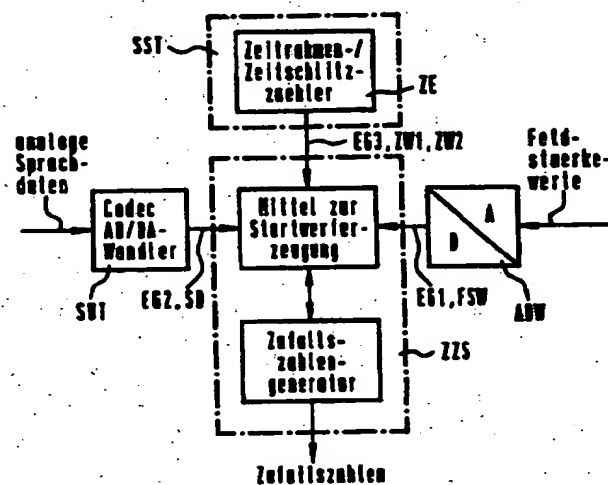 SST
Zeitrahmen-/
Zeitschlitz-
zaehler
ZE
EG3,ZW1,ZW2
analoge
Sprach-
daten
Feld-
staerke-
werte
Codec
AD/DA-
Wandler
Mittel zur
Startwerter-
zeugung
A
D
SUT
EG2,SD
EG1,FSW
ADW
Zufalls-
zahlen-
generator
ZZS
Zufallszahlen